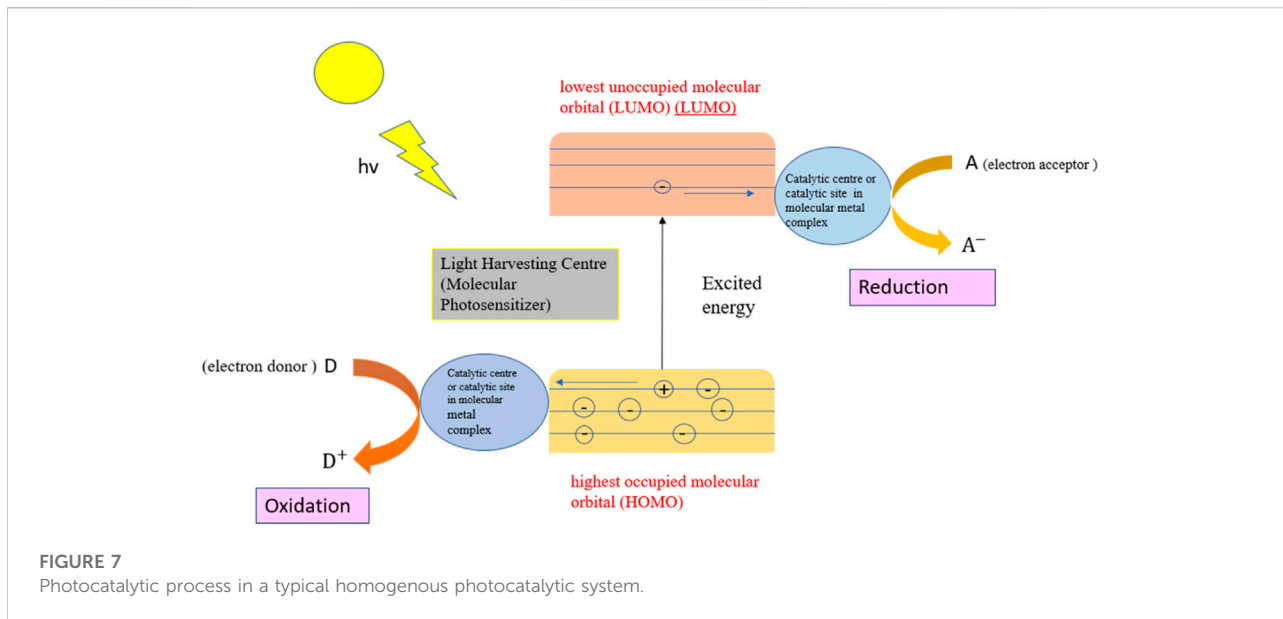 lowest unoccupied molecular
orbital (LUMO) (LUMO)
hν
-
Catalytic centre or
catalytic site in
molecular metal
complex
A (electron acceptor )
A⁻
Reduction
Light Harvesting Centre
(Molecular
Photosensitizer)
Excited
energy
(electron donor ) D
Catalytic centre
or catalytic site
in molecular
metal
complex
+ -
- - -
- -
D⁺
Oxidation
highest occupied molecular
orbital (HOMO)
FIGURE 7
Photocatalytic process in a typical homogenous photocatalytic system.